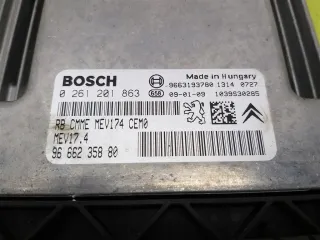 BOSCH
Made in Hungary
0 261 201 863
9663193780 1314 0727
656 09-01-09 1039S30285
RB CMME MEV174 CEM0
MEV17.4
96 662 358 80